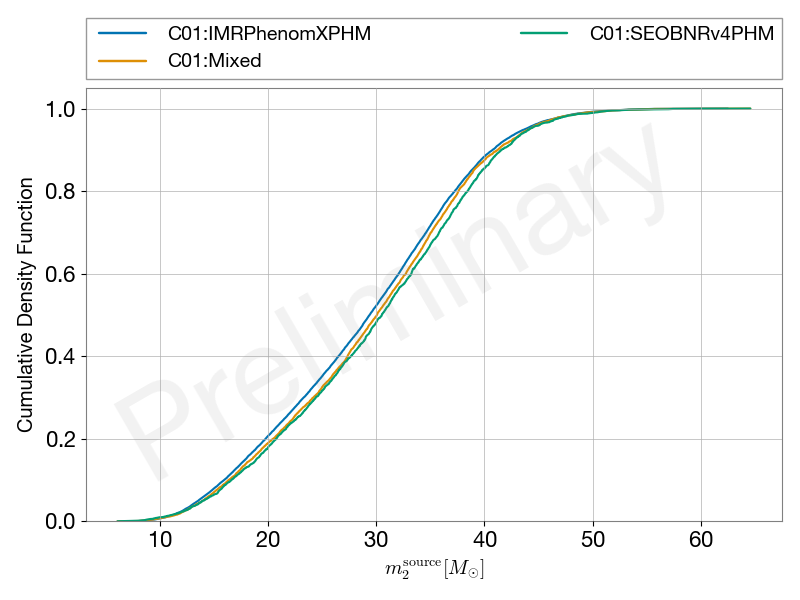 C01:IMRPhenomXPHM
C01:Mixed
C01:SEOBNRv4PHM
Preliminary
Cumulative Density Function
1.0
0.8
0.6
0.4
0.2
0.0
10 20 30 40 50 60
m₂^source [M_⊙]